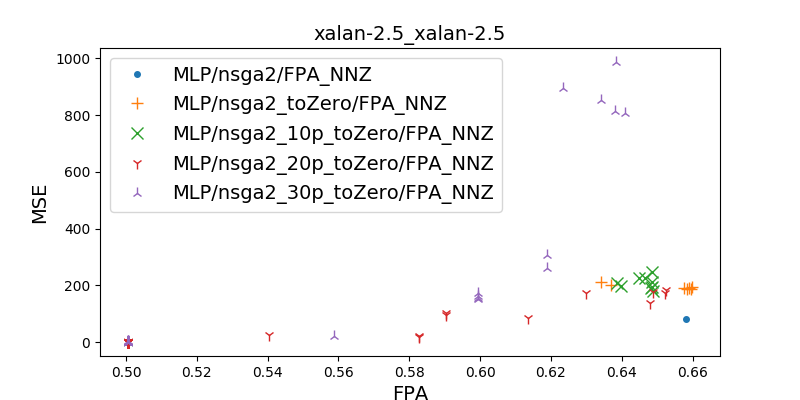 xalan-2.5_xalan-2.5
MLP/nsga2/FPA_NNZ
MLP/nsga2_toZero/FPA_NNZ
MLP/nsga2_10p_toZero/FPA_NNZ
MLP/nsga2_20p_toZero/FPA_NNZ
MLP/nsga2_30p_toZero/FPA_NNZ
MSE
1000
800
600
400
200
0
0.50 0.52 0.54 0.56 0.58 0.60 0.62 0.64 0.66
FPA